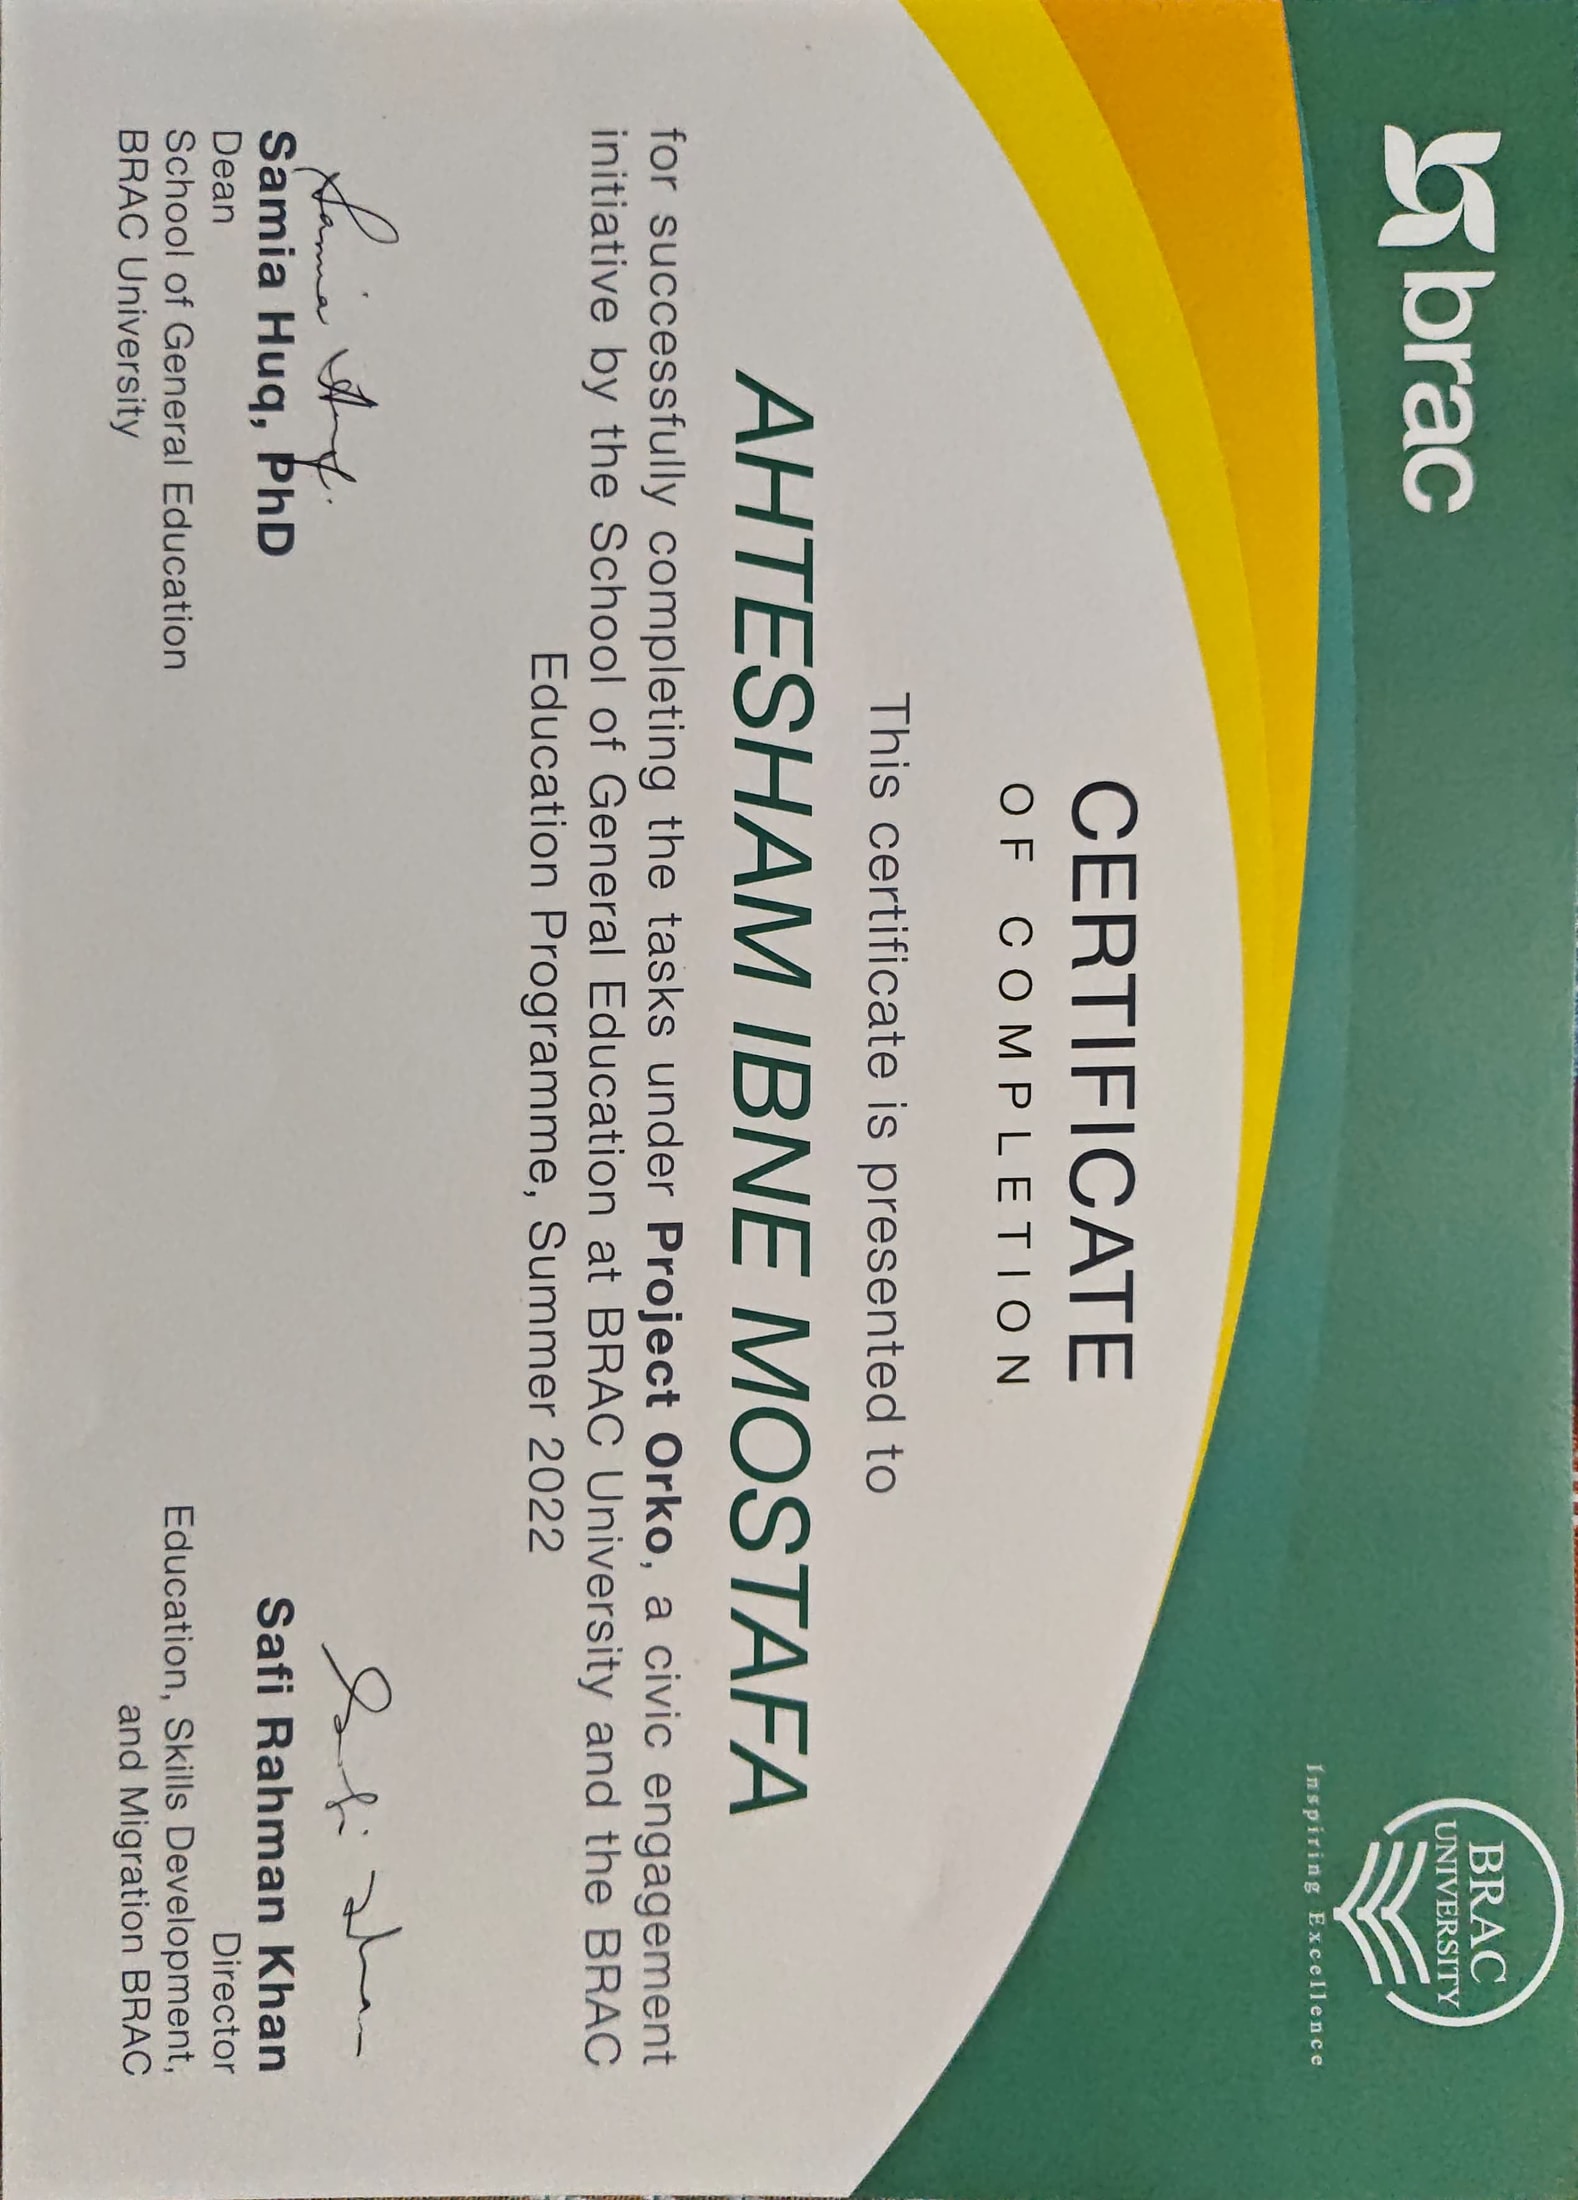 brac
BRAC
UNIVERSITY
Inspiring Excellence
CERTIFICATE
OF COMPLETION
This certificate is presented to
AHTESHAM IBNE MOSTAFA
for successfully completing the tasks under Project Orko, a civic engagement
initiative by the School of General Education at BRAC University and the BRAC
Education Programme, Summer 2022
Samia Huq.
Safi Khan
Samia Huq, PhD
Safi Rahman Khan
Dean
Director
School of General Education
Education, Skills Development,
BRAC University
and Migration BRAC